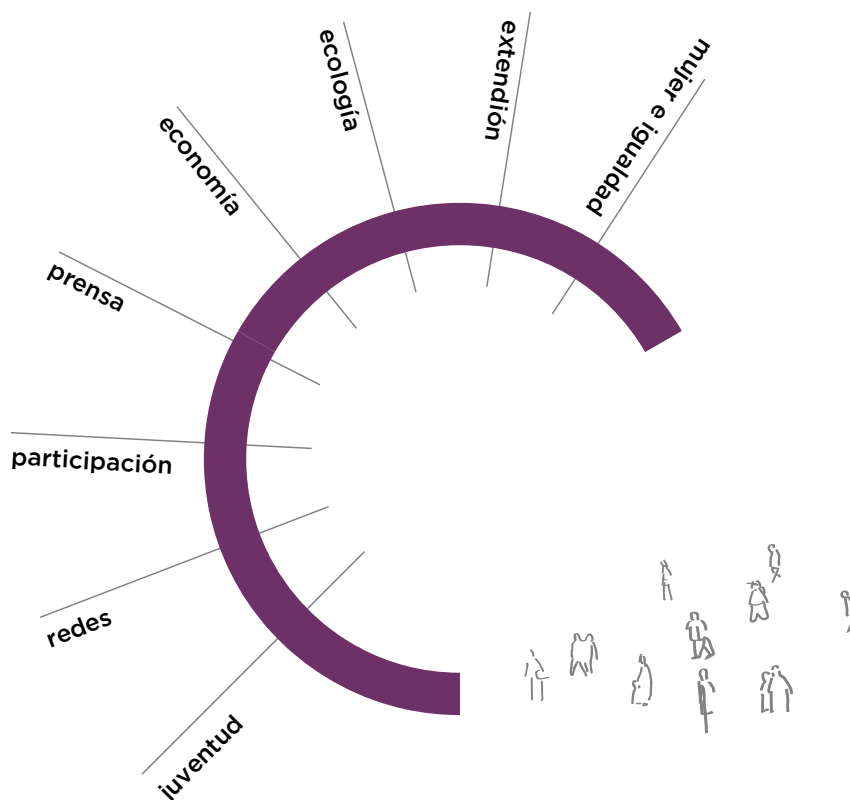 mujer e igualdad
extendión
ecología
economía
prensa
participación
redes
juventud